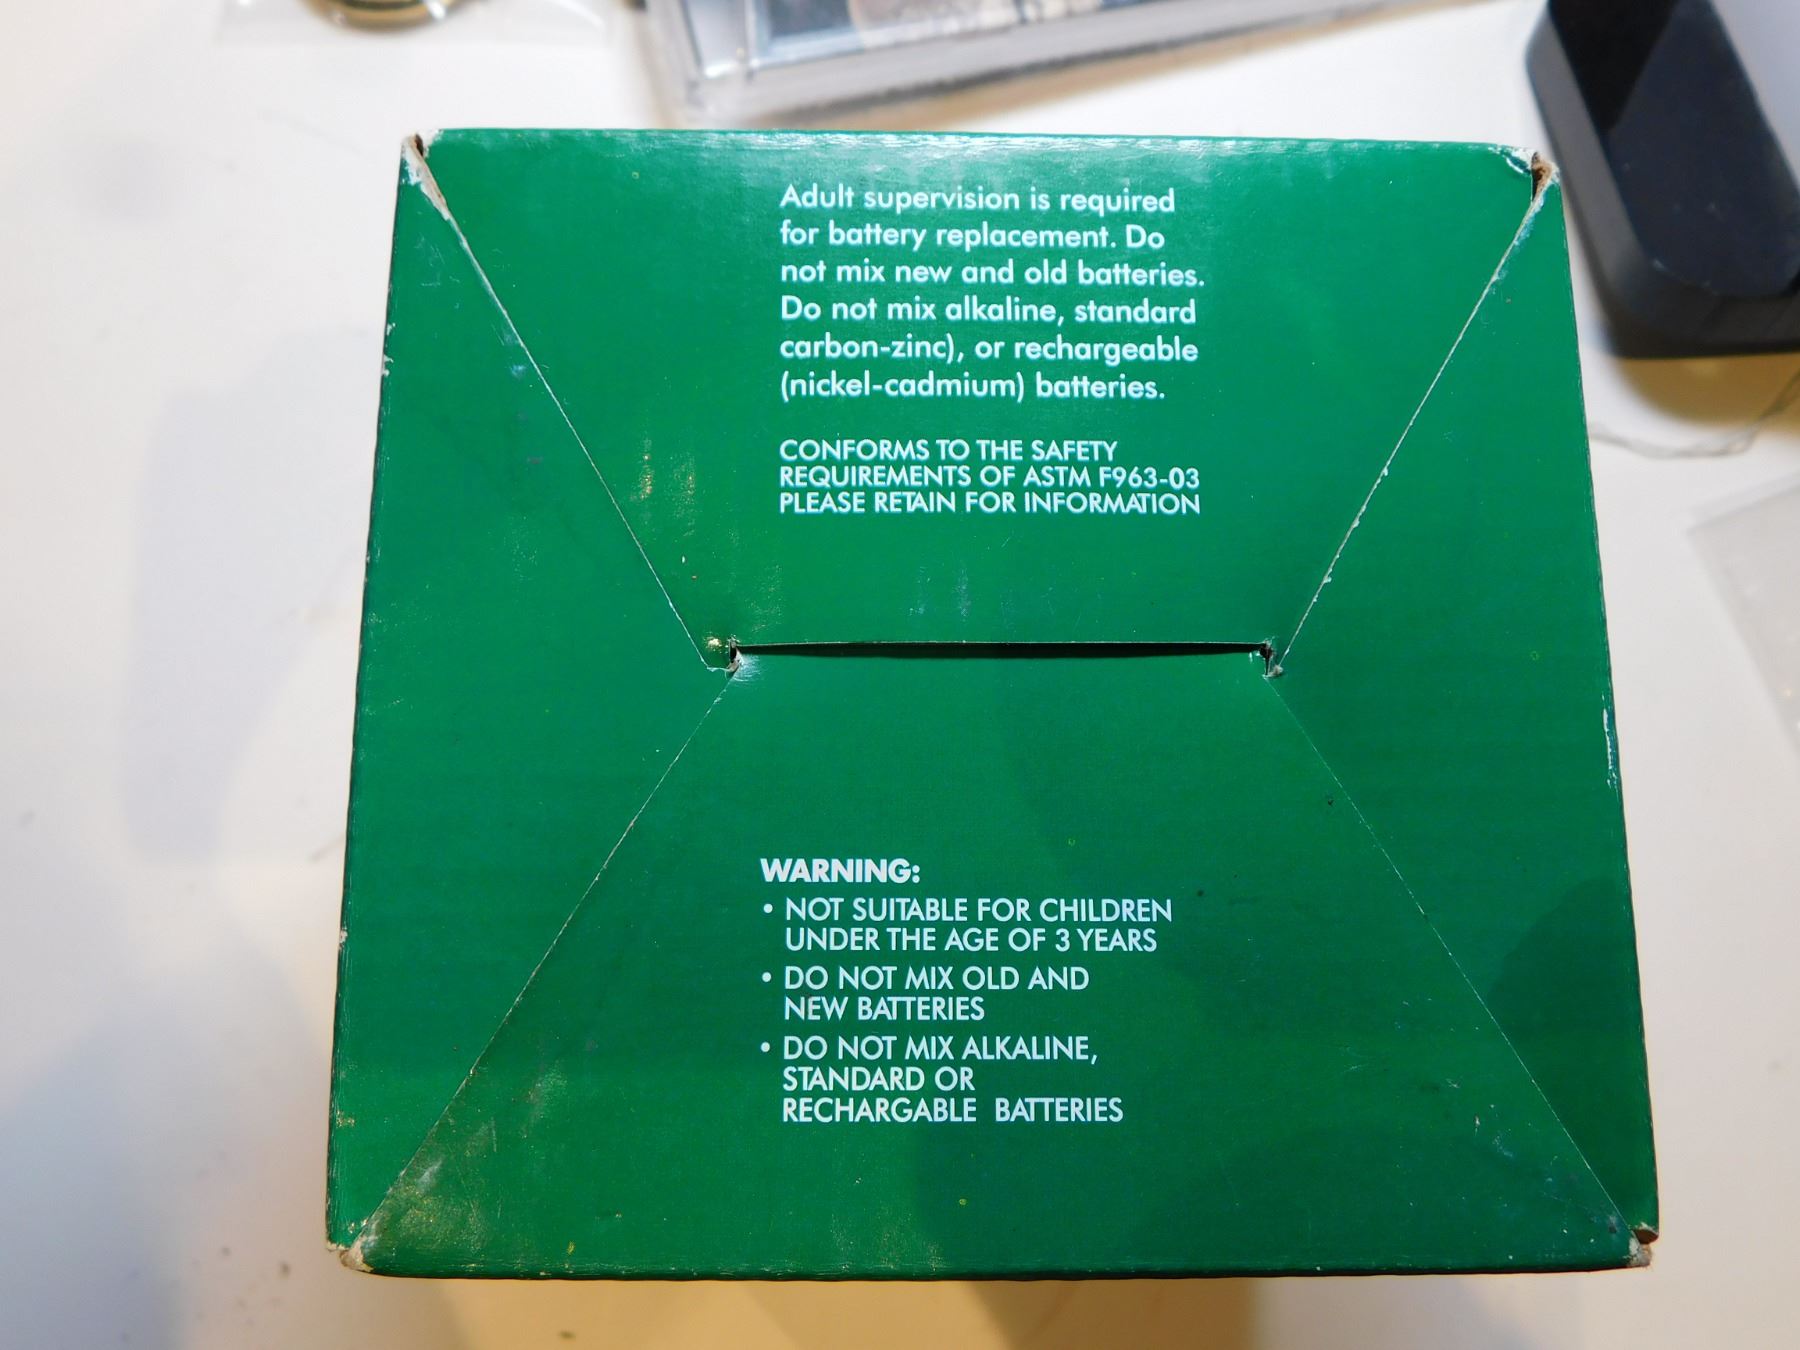 Adult supervision is required
for battery replacement. Do
not mix new and old batteries.
Do not mix alkaline, standard
carbon-zinc), or rechargeable
(nickel-cadmium) batteries.
CONFORMS TO THE SAFETY
REQUIREMENTS OF ASTM F963-03
PLEASE RETAIN FOR INFORMATION
WARNING:
• NOT SUITABLE FOR CHILDREN
UNDER THE AGE OF 3 YEARS
• DO NOT MIX OLD AND
NEW BATTERIES
• DO NOT MIX ALKALINE,
STANDARD OR
RECHARGABLE BATTERIES